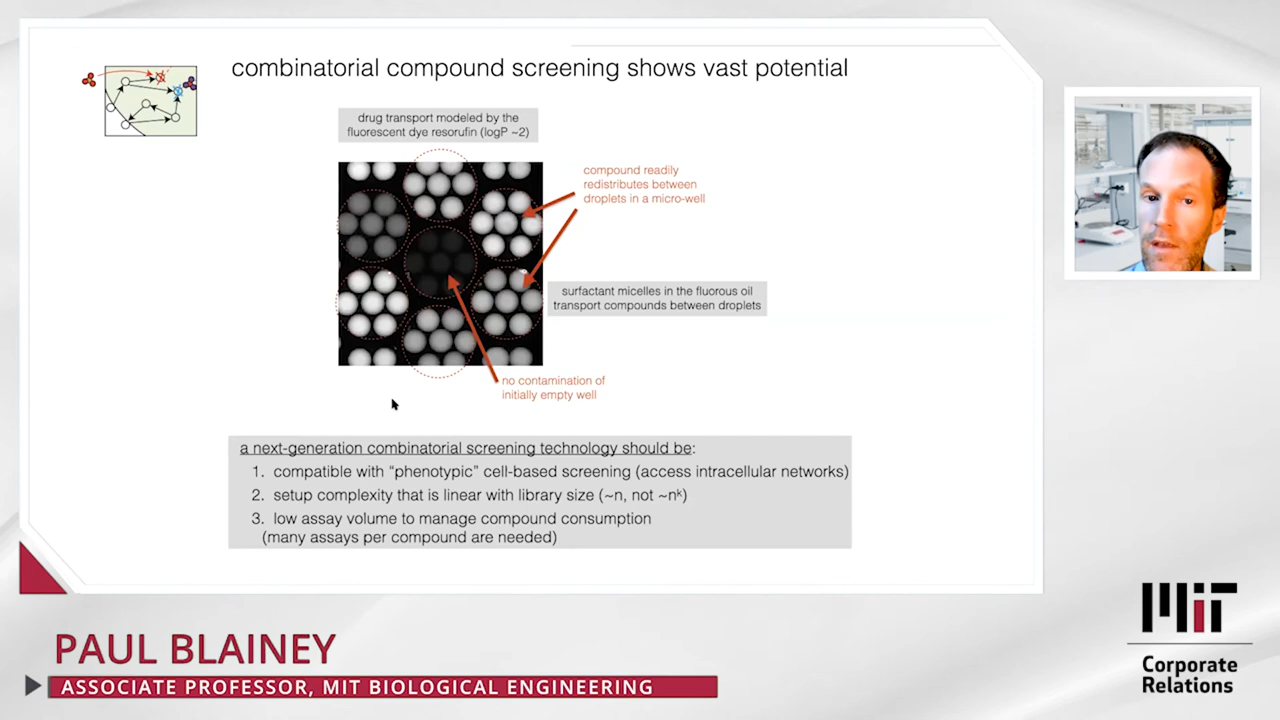 combinatorial compound screening shows vast potential
drug transport modeled by the
fluorescent dye resorufin (logP ~2)
compound readily
redistributes between
droplets in a micro-well
surfactant micelles in the fluorous oil
transport compounds between droplets
no contamination of
initially empty well
a next-generation combinatorial screening technology should be:
1. compatible with “phenotypic” cell-based screening (access intracellular networks)
2. setup complexity that is linear with library size (~n, not ~nᵏ)
3. low assay volume to manage compound consumption
(many assays per compound are needed)
PAUL BLAINEY
ASSOCIATE PROFESSOR, MIT BIOLOGICAL ENGINEERING
MIT
Corporate
Relations